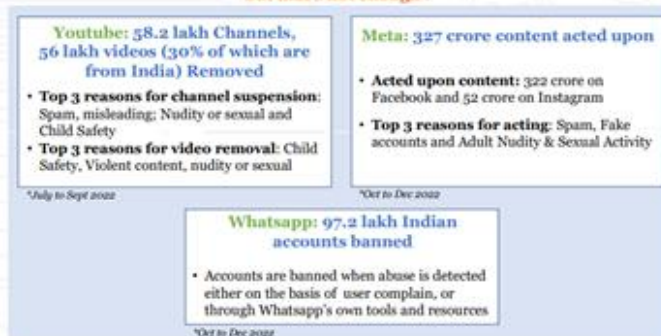 Youtube: 58.2 lakh Channels,
56 lakh videos (30% of which are
from India) Removed
• Top 3 reasons for channel suspension:
Spam, misleading; Nudity or sexual and
Child Safety
• Top 3 reasons for video removal: Child
Safety, Violent content, nudity or sexual
*July to Sept 2022
Meta: 327 crore content acted upon
• Acted upon content: 322 crore on
Facebook and 52 crore on Instagram
• Top 3 reasons for acting: Spam, Fake
accounts and Adult Nudity & Sexual Activity
*Oct to Dec 2022
Whatsapp: 97.2 lakh Indian
accounts banned
• Accounts are banned when abuse is detected
either on the basis of user complain, or
through Whatsapp's own tools and resources
*Oct to Dec 2022